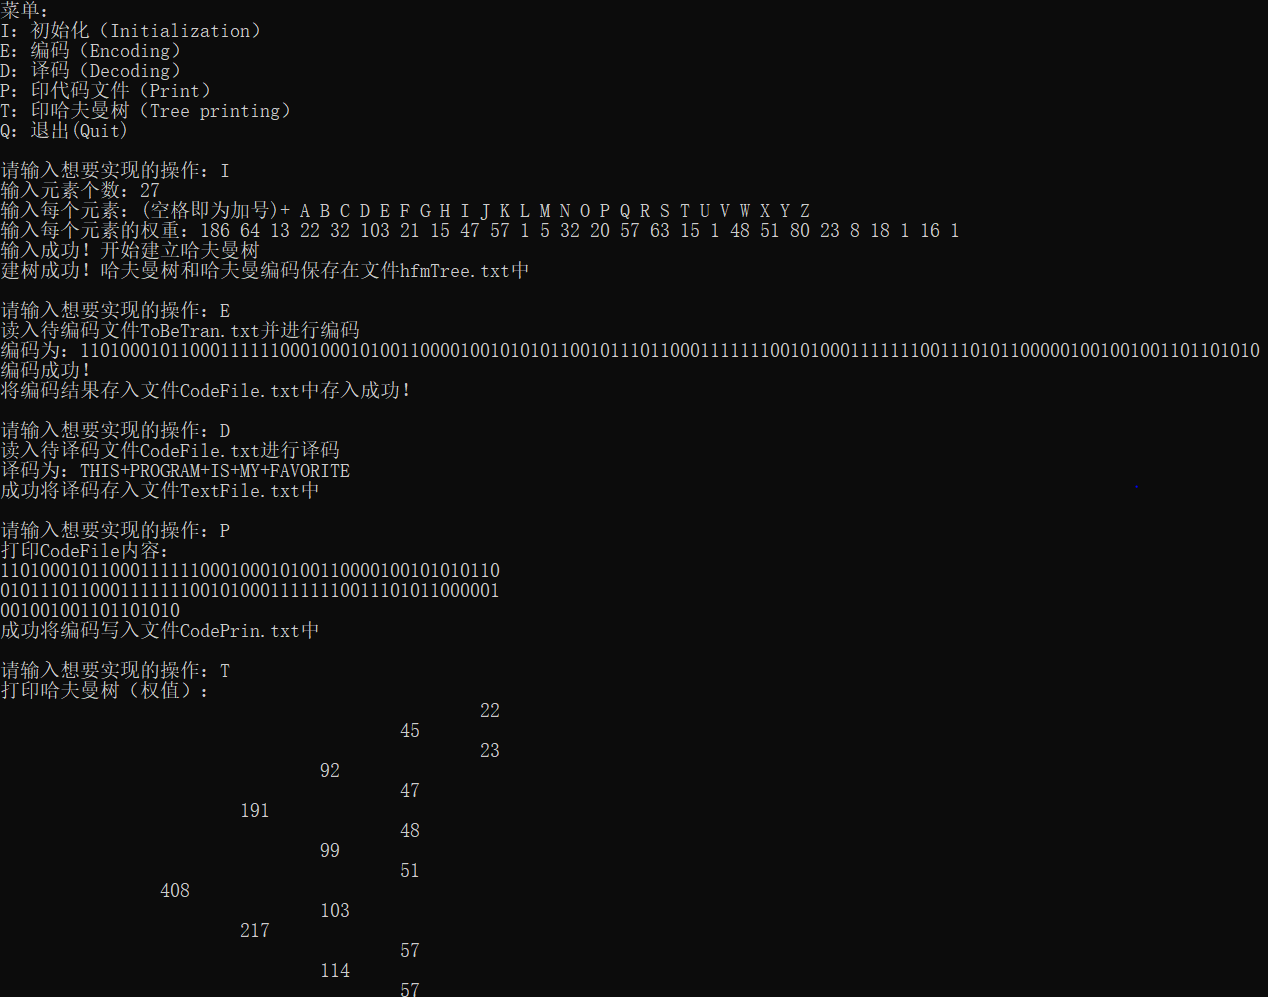 菜单:
I: 初始化（Initialization）
E: 编码（Encoding）
D: 译码（Decoding）
P: 印代码文件（Print）
T: 印哈夫曼树（Tree printing）
Q: 退出(Quit)
请输入想要实现的操作: I
输入元素个数: 27
输入每个元素: (空格即为加号)+ A B C D E F G H I J K L M N O P Q R S T U V W X Y Z
输入每个元素的权重: 186 64 13 22 32 103 21 15 47 57 1 5 32 20 57 63 15 1 48 51 80 23 8 18 1 16 1
输入成功! 开始建立哈夫曼树
建树成功! 哈夫曼树和哈夫曼编码保存在文件hfmTree.txt中
请输入想要实现的操作: E
读入待编码文件ToBeTran.txt并进行编码
编码为: 1101000101100011111100010001010011000010010101011001011101100011111110010100011111110011101011000001001001001101101010
编码成功!
将编码结果存入文件CodeFile.txt中存入成功!
请输入想要实现的操作: D
读入待译码文件CodeFile.txt进行译码
译码为: THIS+PROGRAM+IS+MY+FAVORITE
成功将译码存入文件TextFile.txt中
请输入想要实现的操作: P
打印CodeFile内容:
11010001011000111111000100010100110000100101010110
01011101100011111110010100011111110011101011000001
001001001101101010
成功将编码写入文件CodePrin.txt中
请输入想要实现的操作: T
打印哈夫曼树（权值）:
22
45
23
92
47
191
48
99
51
408
103
217
57
114
57